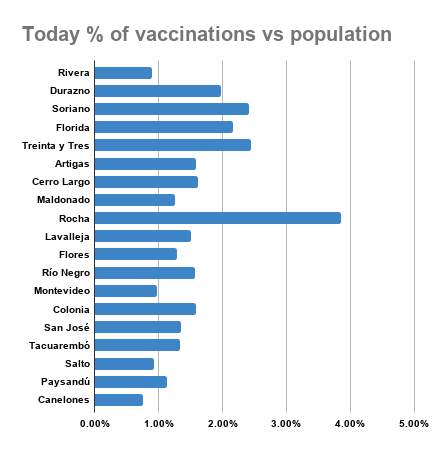 Today % of vaccinations vs population
Rivera
Durazno
Soriano
Florida
Treinta y Tres
Artigas
Cerro Largo
Maldonado
Rocha
Lavalleja
Flores
Río Negro
Montevideo
Colonia
San José
Tacuarembó
Salto
Paysandú
Canelones
0.00% 1.00% 2.00% 3.00% 4.00% 5.00%